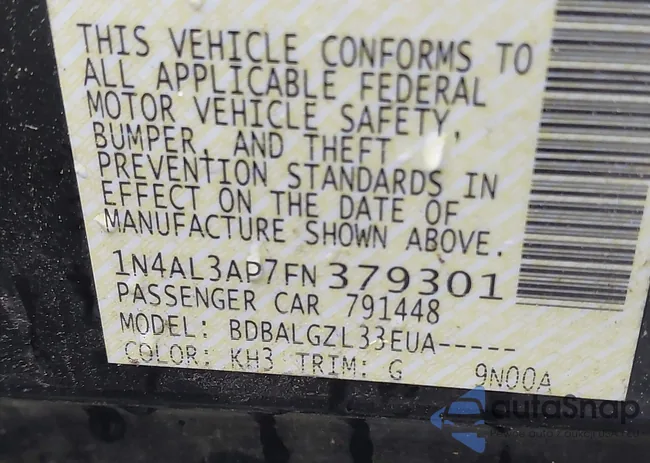 THIS VEHICLE CONFORMS TO
ALL APPLICABLE FEDERAL
MOTOR VEHICLE SAFETY,
BUMPER, AND THEFT
PREVENTION STANDARDS IN
EFFECT ON THE DATE OF
MANUFACTURE SHOWN ABOVE.
1N4AL3AP7FN379301
PASSENGER CAR 791448
MODEL: BDBALGZL33EUA-----
COLOR: KH3 TRIM: G 9N00A
autoSnap